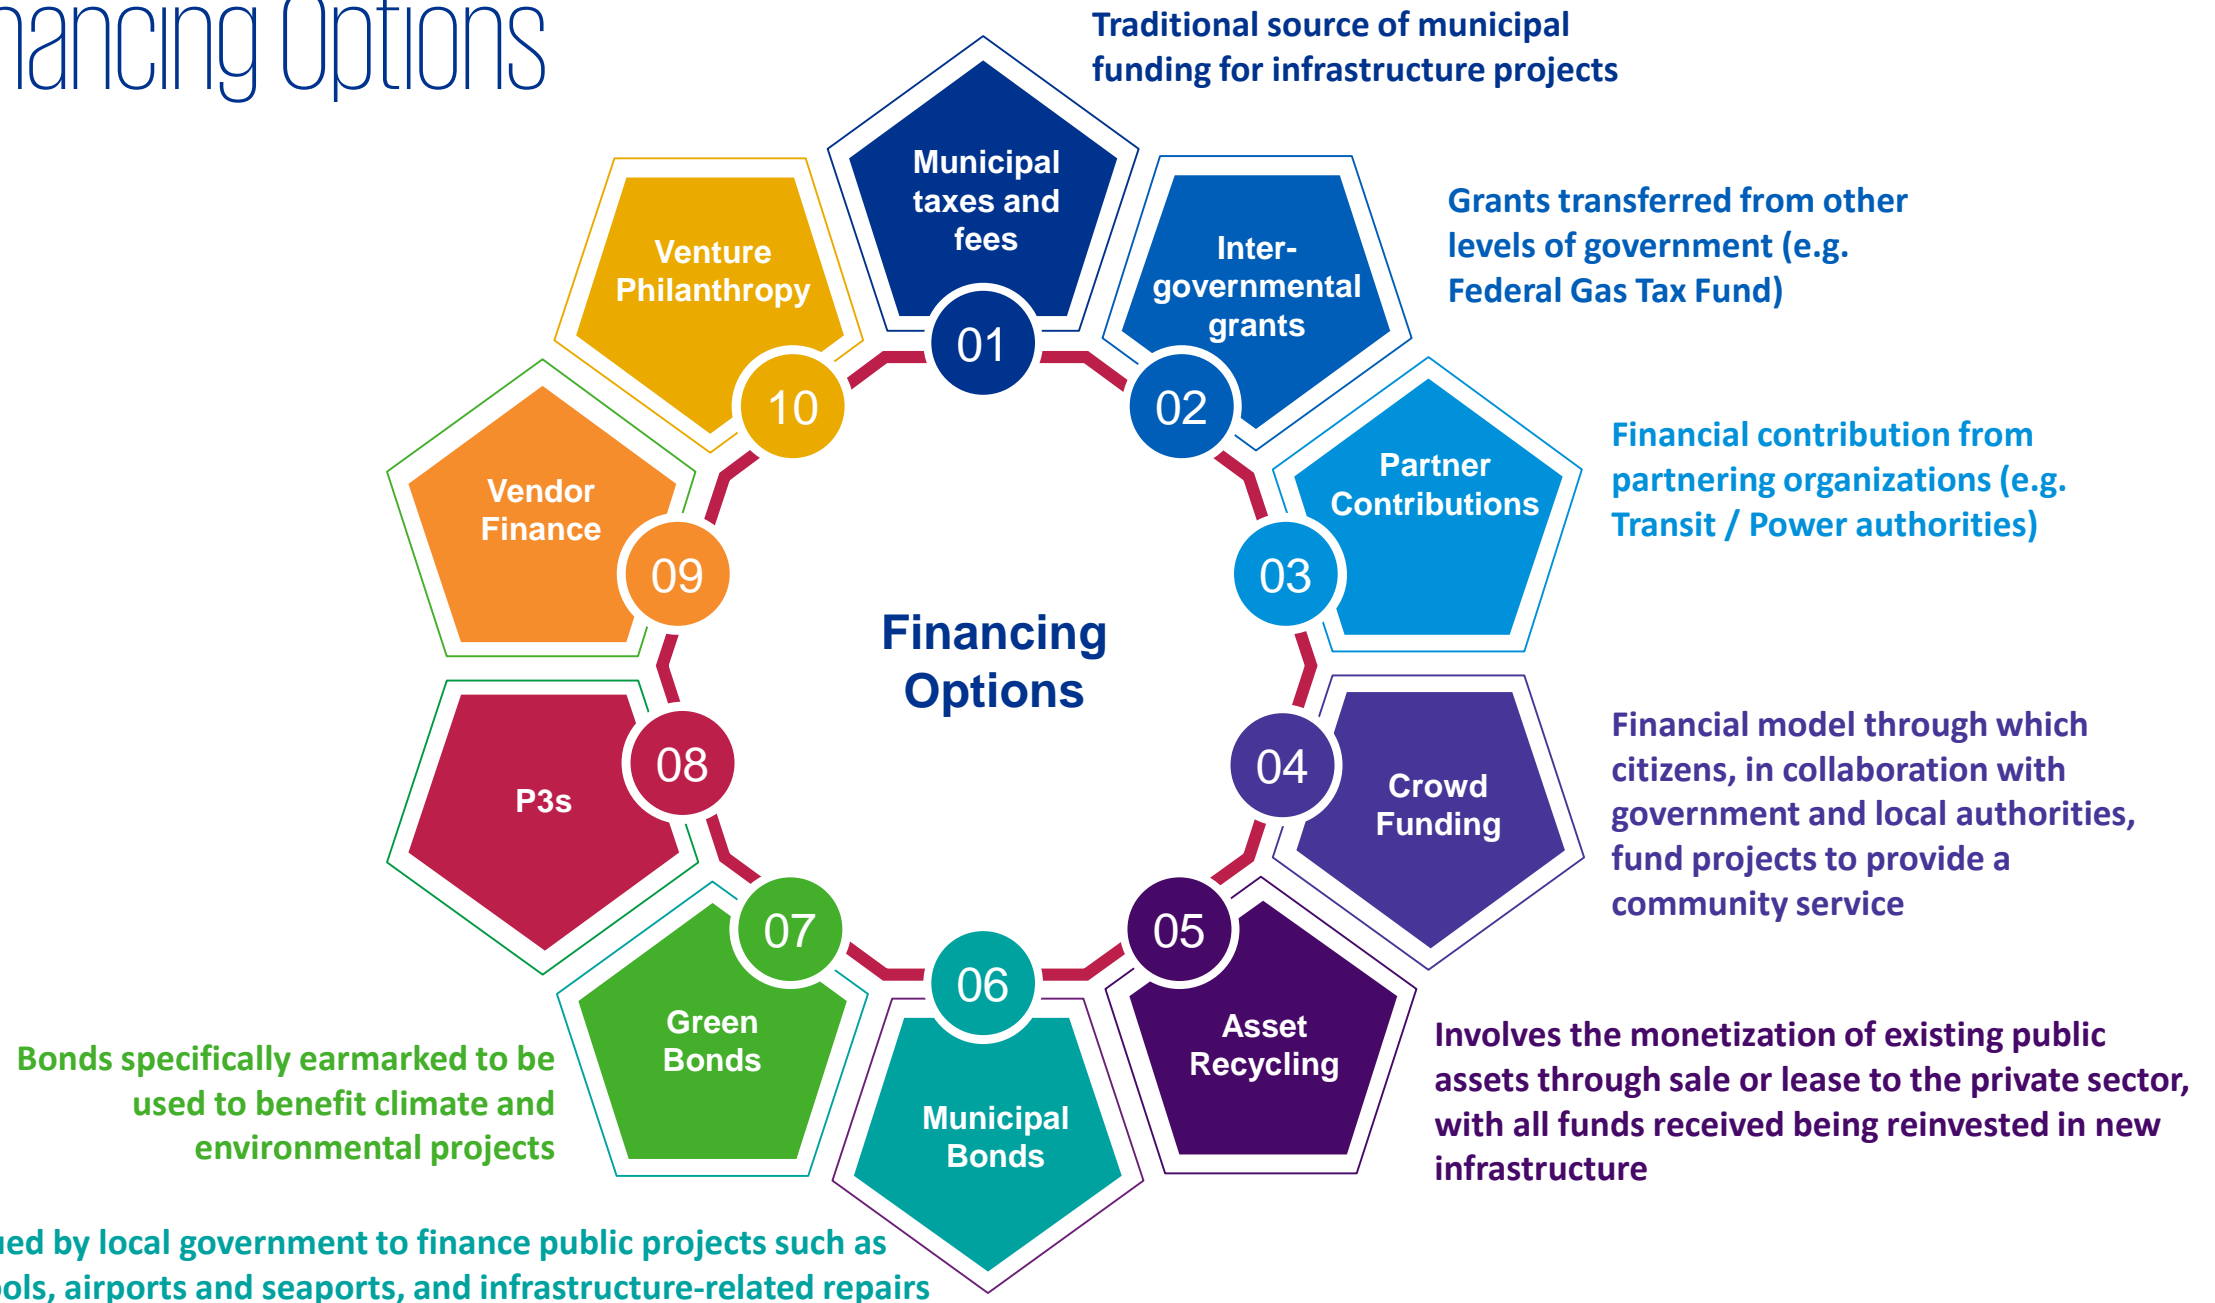 Options
Traditional source of municipal
funding for infrastructure projects
Municipal
taxes and
fees
01
Inter-
governmental
grants
02
Grants transferred from other
levels of government (e.g.
Federal Gas Tax Fund)
Partner
Contributions
03
Financial contribution from
partnering organizations (e.g.
Transit / Power authorities)
Crowd
Funding
04
Financial model through which
citizens, in collaboration with
government and local authorities,
fund projects to provide a
community service
Asset
Recycling
05
Involves the monetization of existing public
assets through sale or lease to the private sector,
with all funds received being reinvested in new
infrastructure
Municipal
Bonds
06
by local government to finance public projects such as
airports and seaports, and infrastructure-related repairs
Green
Bonds
07
Bonds specifically earmarked to be
used to benefit climate and
environmental projects
P3s
08
Vendor
Finance
09
Venture
Philanthropy
10
Financing
Options